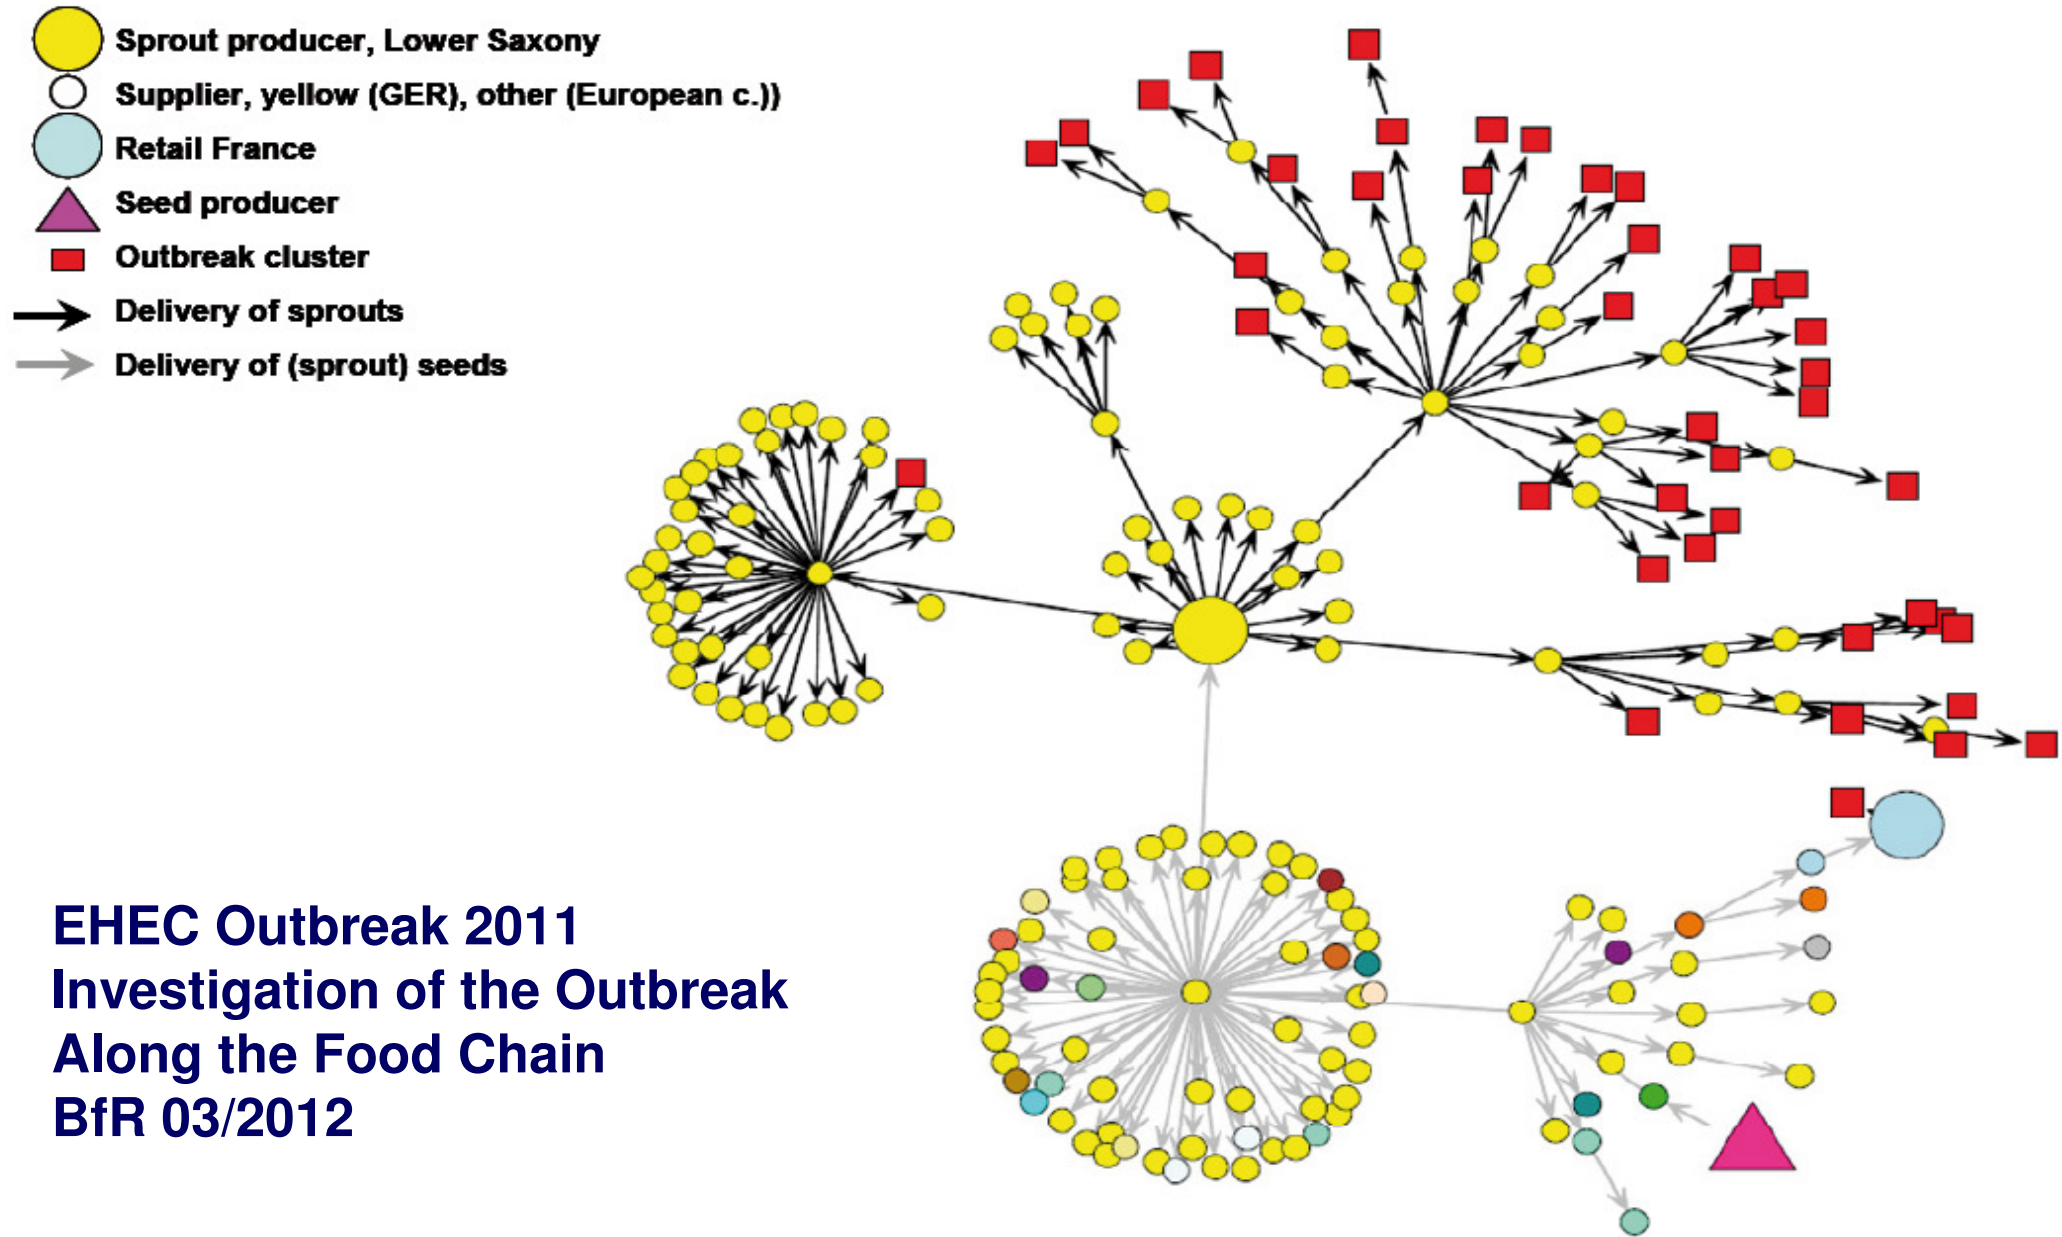 Sprout producer, Lower Saxony
Supplier, yellow (GER), other (European c.))
Retail France
Seed producer
Outbreak cluster
Delivery of sprouts
Delivery of (sprout) seeds
EHEC Outbreak 2011
Investigation of the Outbreak
Along the Food Chain
BfR 03/2012